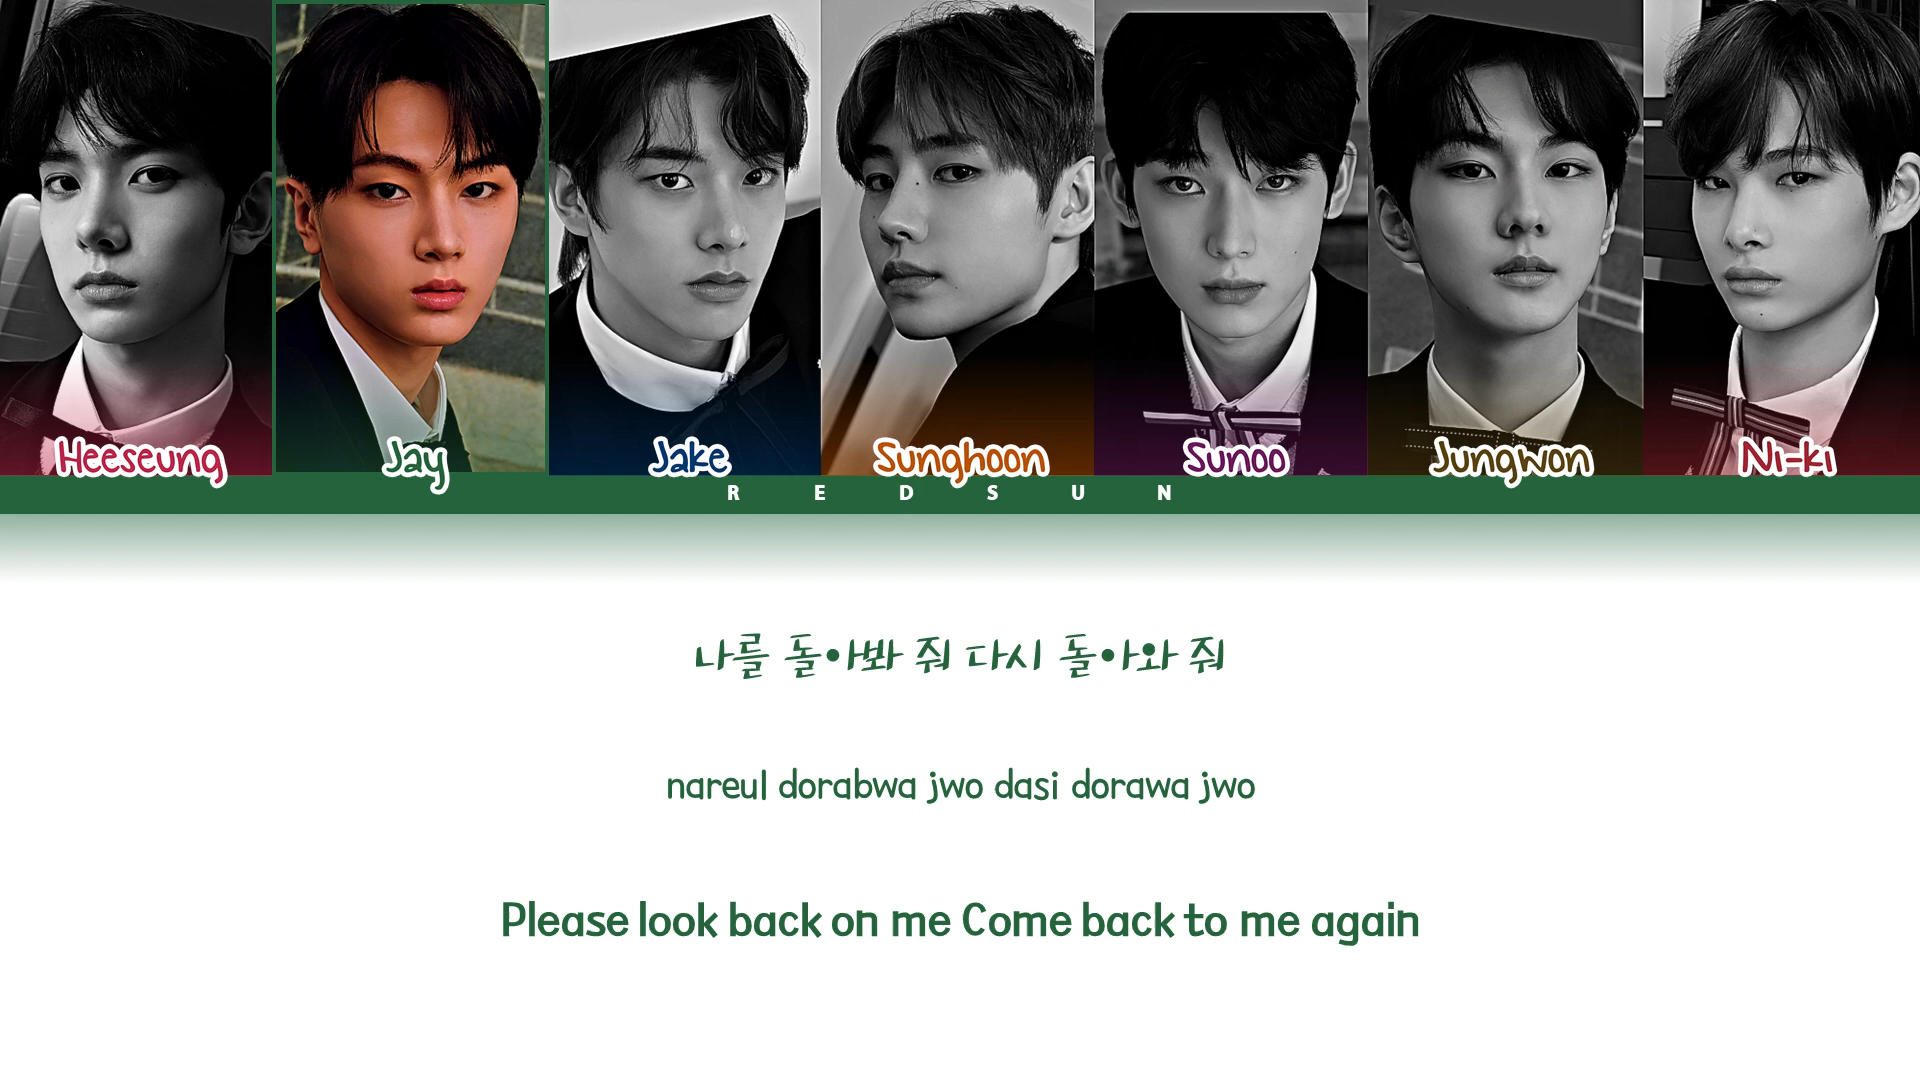 Heeseung Jay Jake Sunghoon Sunoo Jungwon Ni-ki
REDSUN
나를 돌아봐 줘 다시 돌아와 줘
nareul dorabwa jwo dasi dorawa jwo
Please look back on me Come back to me again